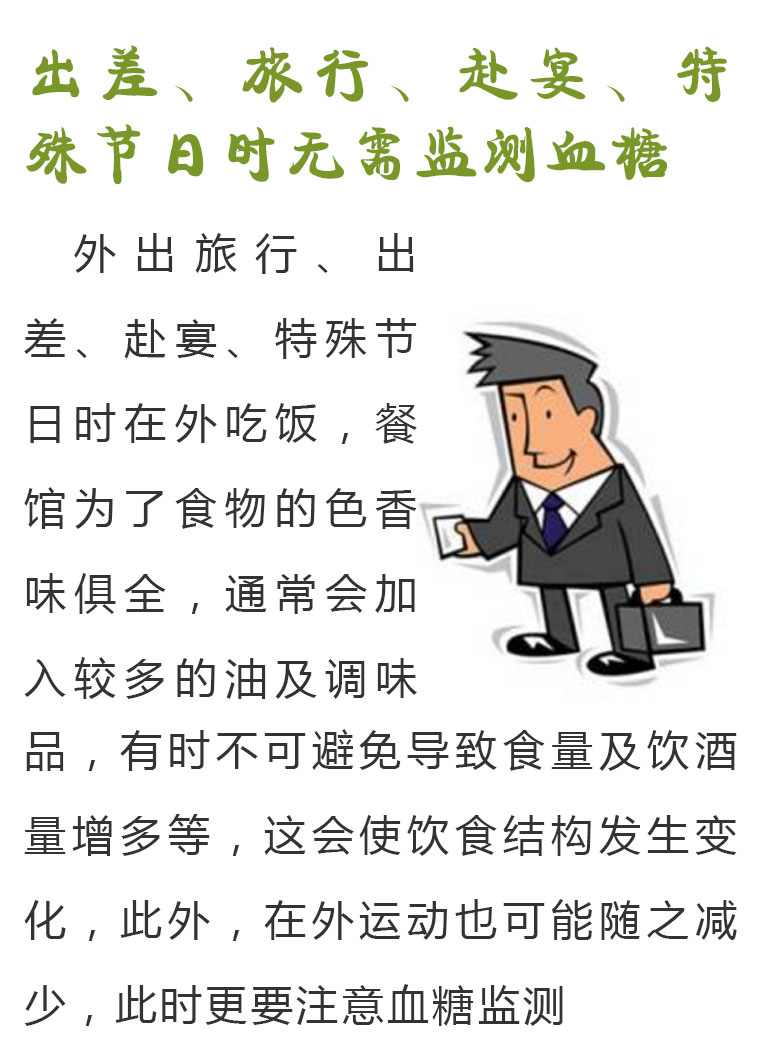 出差、旅行、赴宴、特
殊节日时无需监测血糖
外出旅行、出
差、赴宴、特殊节
日时在外吃饭，餐
馆为了食物的色香
味俱全，通常会加
入较多的油及调味
品，有时不可避免导致食量及饮酒
量增多等，这会使饮食结构发生变
化，此外，在外运动也可能随之减
少，此时更要注意血糖监测